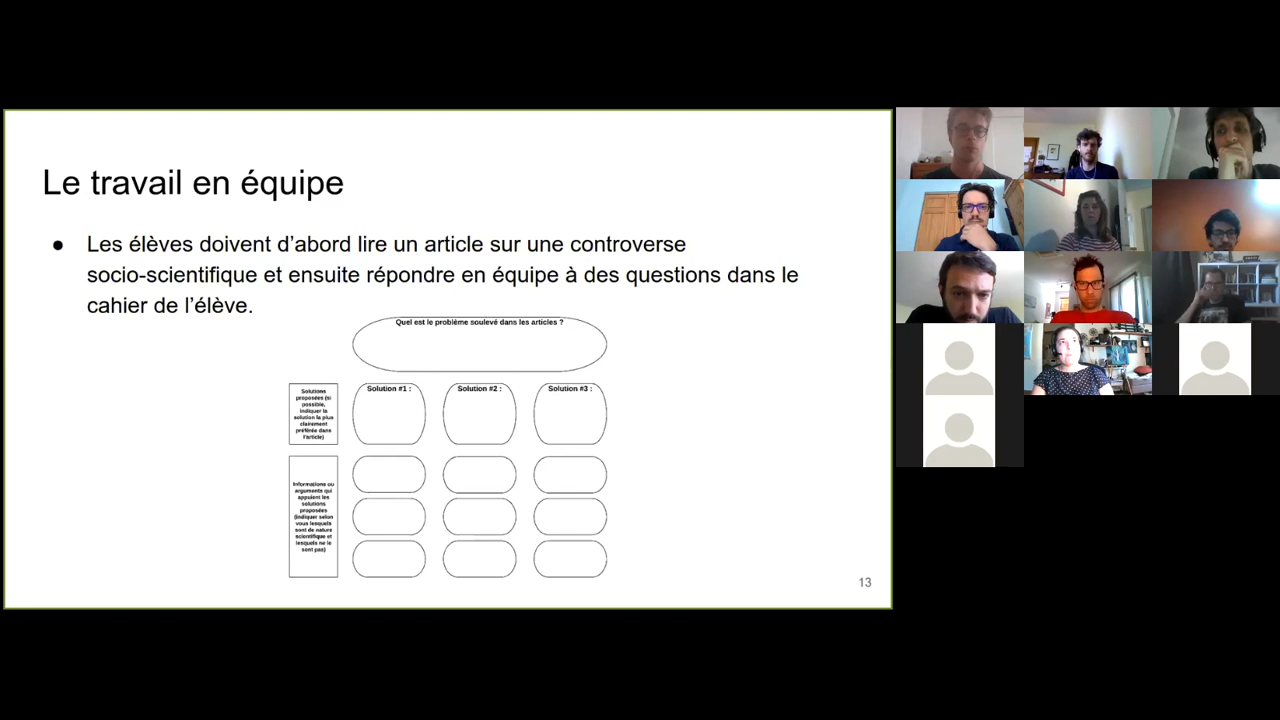 Le travail en équipe
● Les élèves doivent d'abord lire un article sur une controverse
socio-scientifique et ensuite répondre en équipe à des questions dans le
cahier de l'élève.
Quel est le problème soulevé dans les articles ?
Solutions
proposées (si
possible,
indiquer la
solution la plus
clairement
préférée dans
l'article)
Solution #1 :
Solution #2 :
Solution #3 :
Informations ou
arguments qui
appuient les
solutions
proposées
(indiquer selon
vous lesquels
sont de nature
scientifique et
lesquels ne le
sont pas)
13